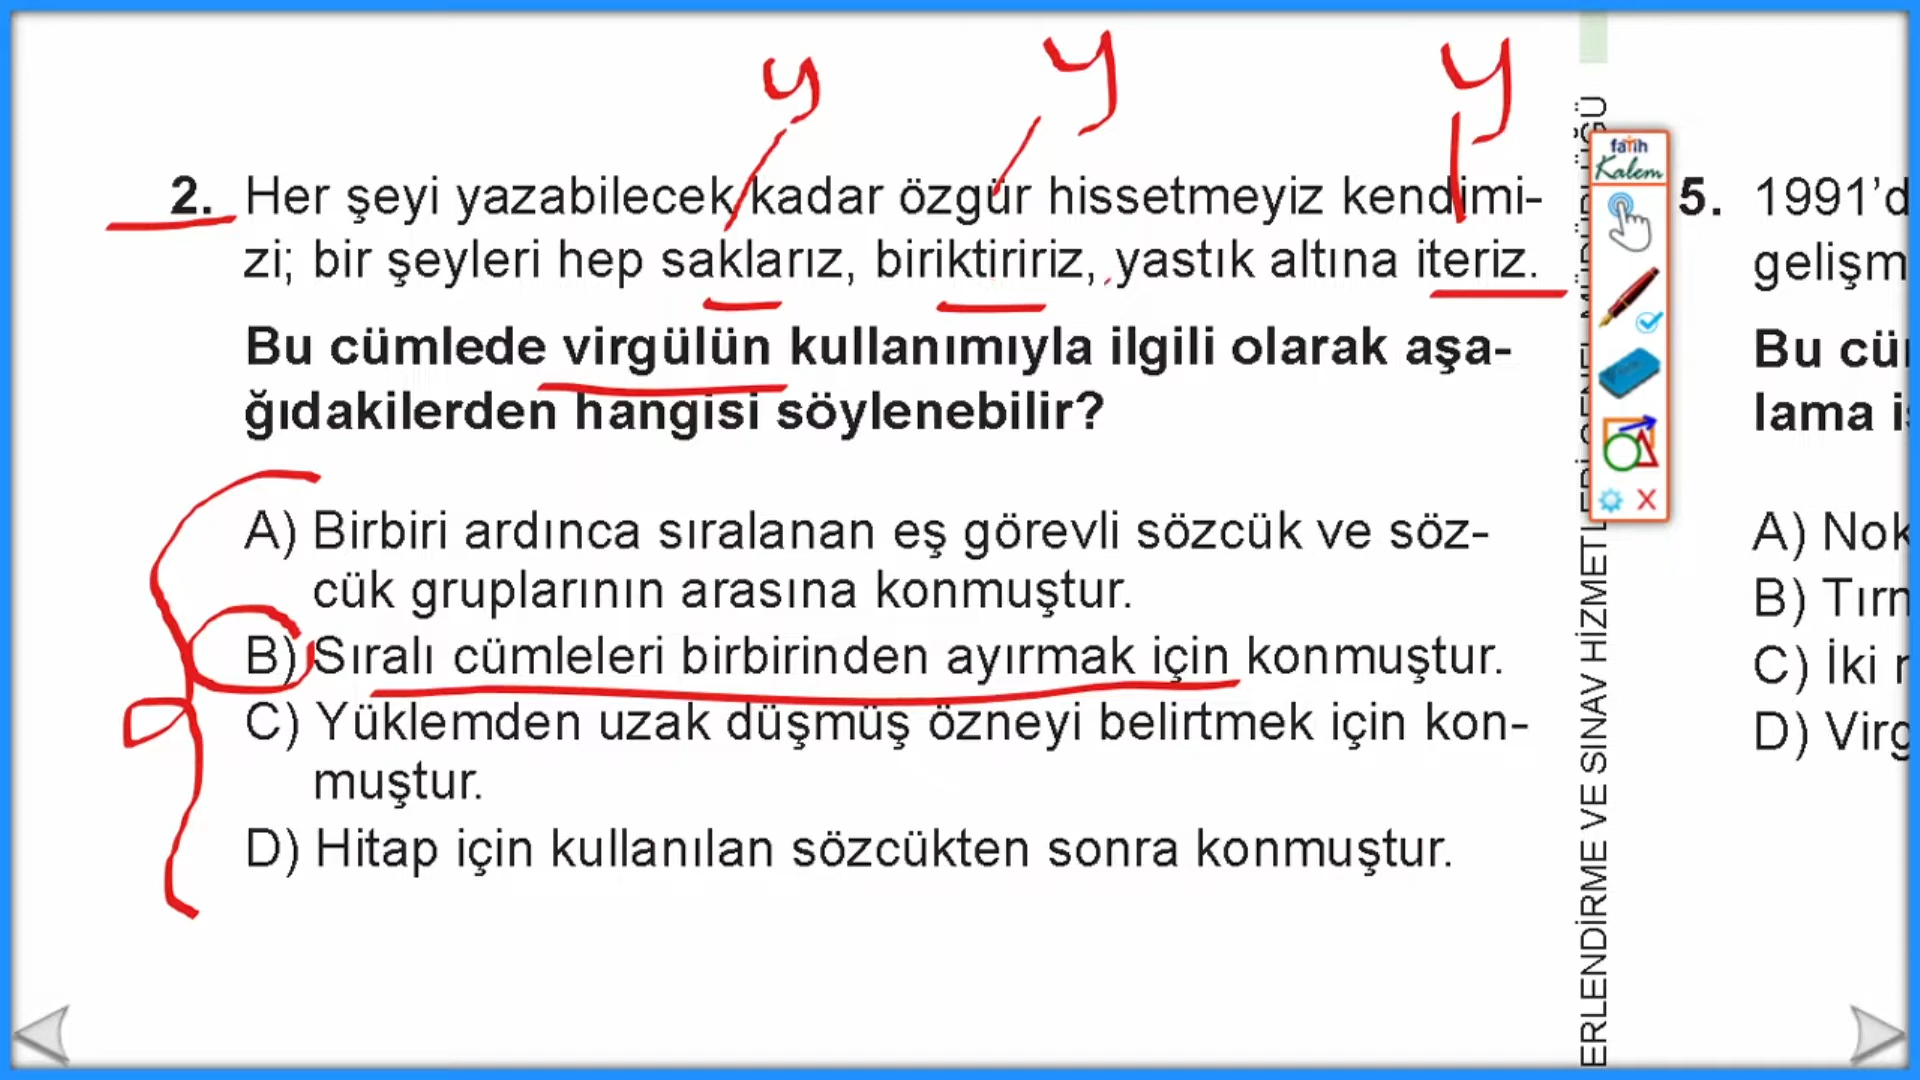 y y y
2. Her şeyi yazabilecek kadar özgür hissetmeyiz kendimi-
zi; bir şeyleri hep saklarız, biriktiririz, yastık altına iteriz.
Bu cümlede virgülün kullanımıyla ilgili olarak aşa-
ğıdakilerden hangisi söylenebilir?
A) Birbiri ardınca sıralanan eş görevli sözcük ve söz-
cük gruplarının arasına konmuştur.
B) Sıralı cümleleri birbirinden ayırmak için konmuştur.
C) Yüklemden uzak düşmüş özneyi belirtmek için kon-
muştur.
D) Hitap için kullanılan sözcükten sonra konmuştur.
ERLENDİRME VE SINAV HİZMETLERİ GENEL MÜDÜRLÜĞÜ
fatih
Kalem
5. 1991'd
gelişm
Bu cü
lama i
A) Nok
B) Tırn
C) İki
D) Virg